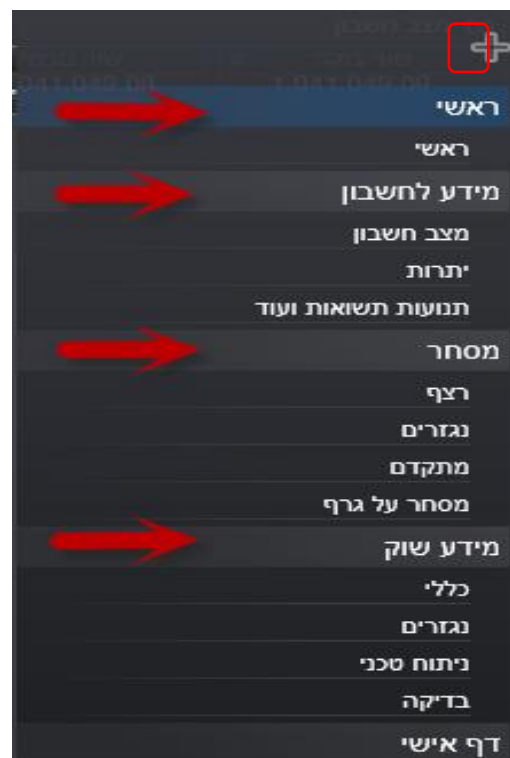 ראשי
ראשי
מידע לחשבון
מצב חשבון
יתרות
תנועות תשואות ועוד
מסחר
רצף
נגזרים
מתקדם
מסחר על גרף
מידע שוק
כללי
נגזרים
ניתוח טכני
בדיקה
דף אישי